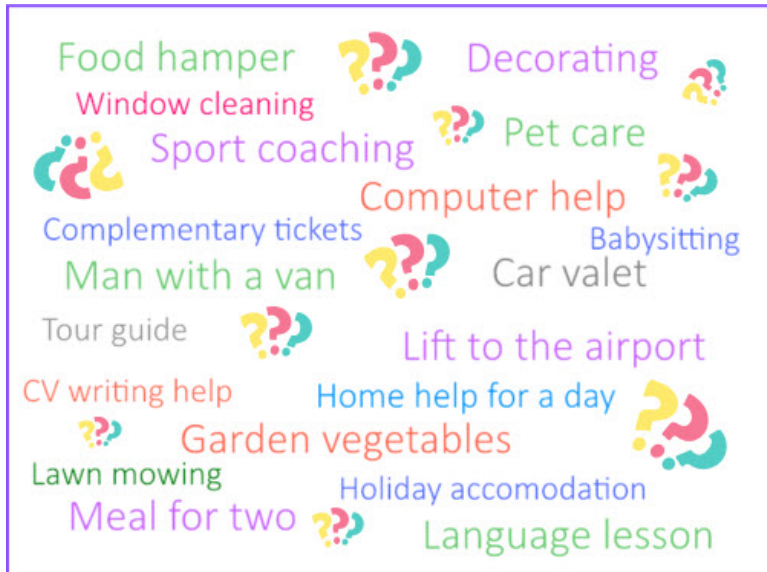 Food hamper
Decorating
Window cleaning
Pet care
Sport coaching
Computer help
Complementary tickets
Babysitting
Man with a van
Car valet
Tour guide
Lift to the airport
CV writing help
Home help for a day
Garden vegetables
Lawn mowing
Holiday accomodation
Meal for two
Language lesson